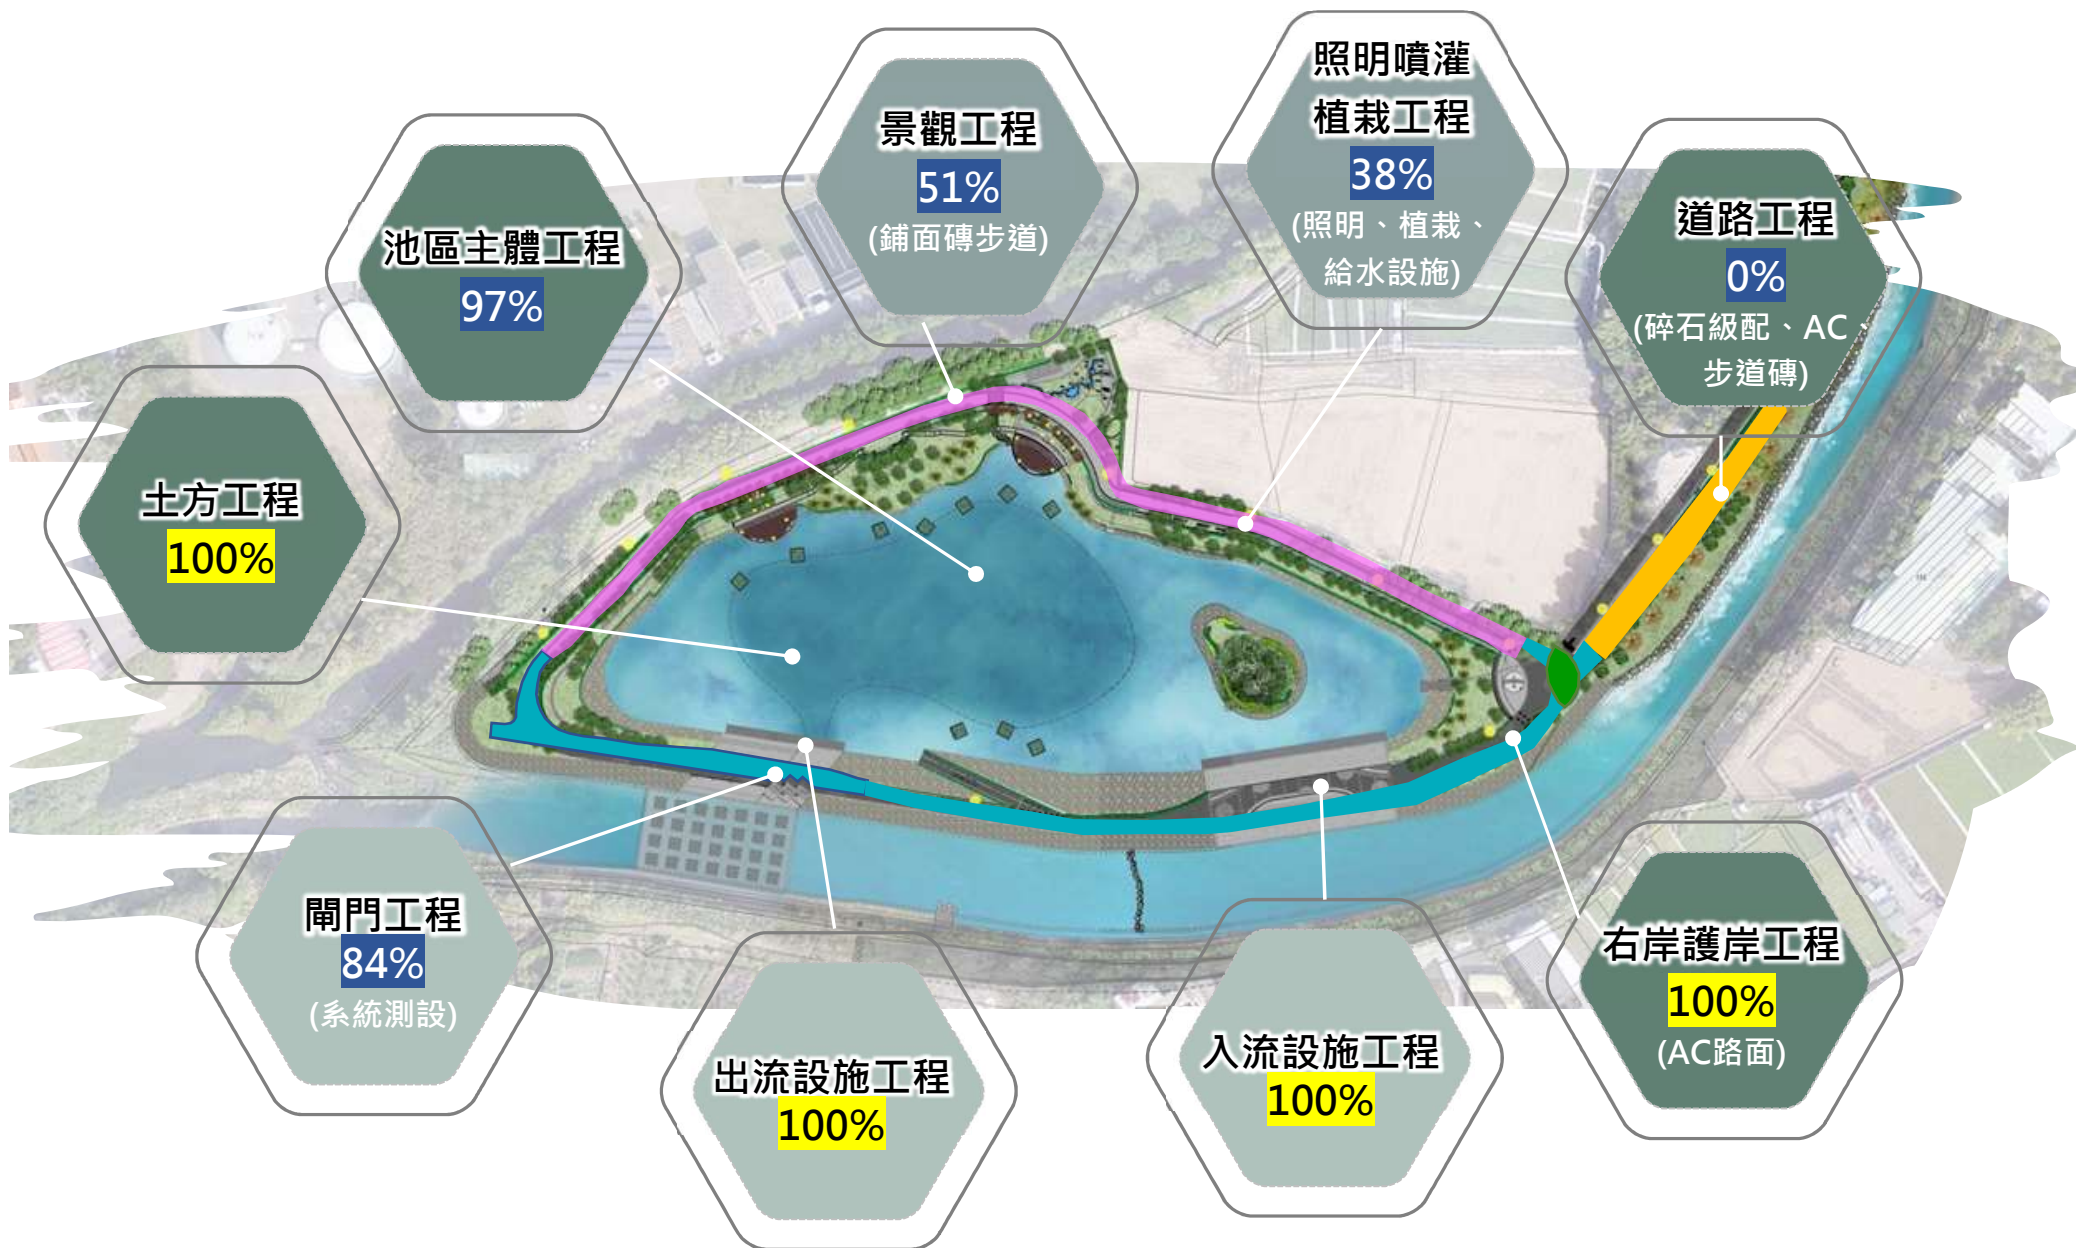 照明噴灌
植栽工程
38%
(照明、植栽、
給水設施)
景觀工程
51%
(鋪面磚步道)
道路工程
0%
(碎石級配、AC、
步道磚)
池區主體工程
97%
土方工程
100%
閘門工程
84%
(系統測設)
出流設施工程
100%
入流設施工程
100%
右岸護岸工程
100%
(AC路面)